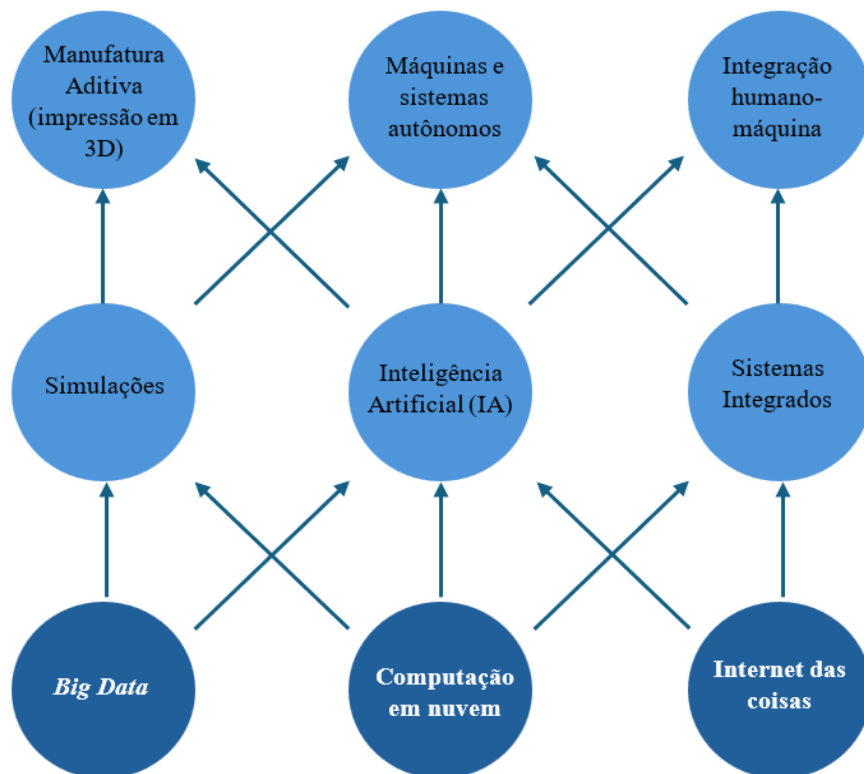 Manufatura
Aditiva
(impressão em
3D)
Máquinas e
sistemas
autônomos
Integração
humano-
máquina
Simulações
Inteligência
Artificial (IA)
Sistemas
Integrados
Big Data
Computação
em nuvem
Internet das
coisas